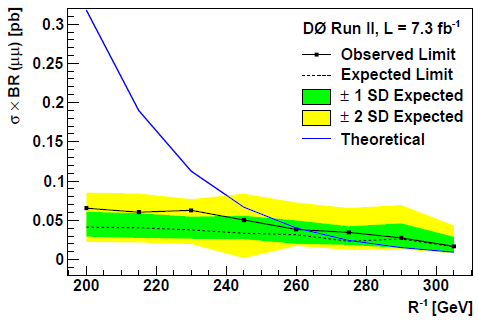 DØ Run II, L = 7.3 fb⁻¹
Observed Limit
Expected Limit
± 1 SD Expected
± 2 SD Expected
Theoretical
σ × BR (μμ) [pb]
0.3
0.25
0.2
0.15
0.1
0.05
0
200 220 240 260 280 300
R⁻¹ [GeV]